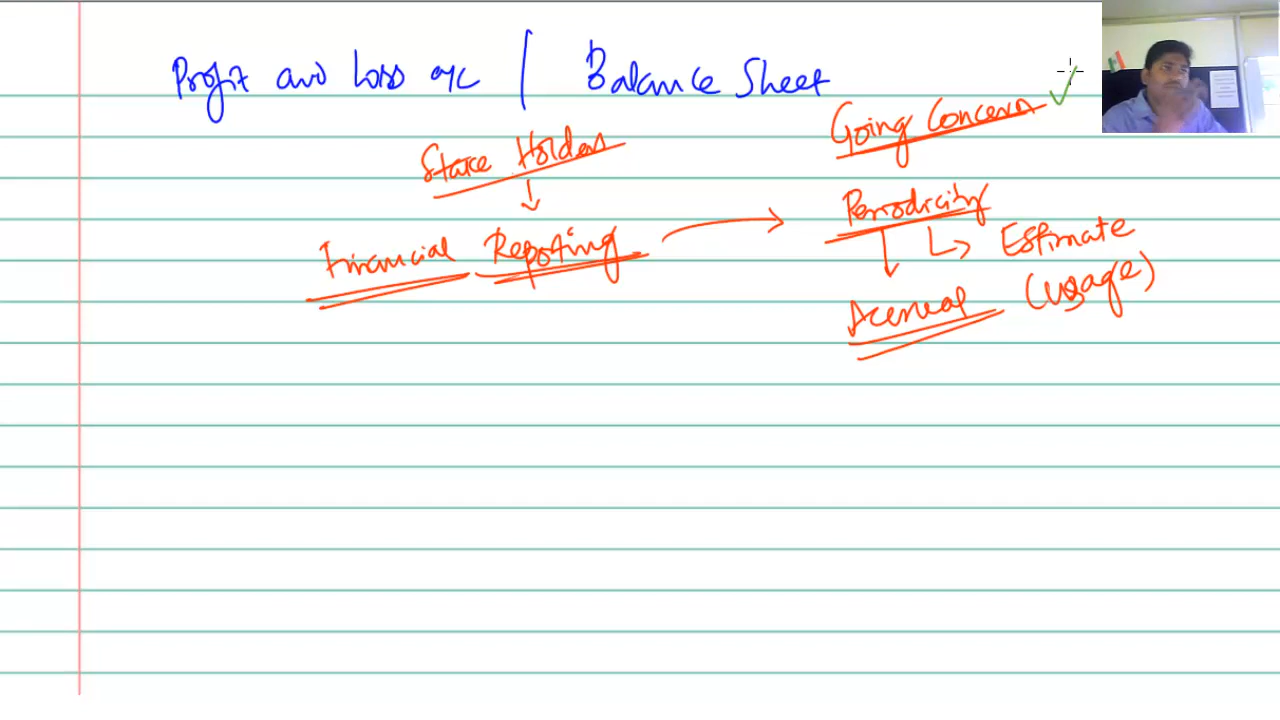 Profit and Loss a/c | Balance Sheet
Going Concern ✓
Stake Holders
Periodicity
Financial Reporting
Estimate
Accrual
(usage)